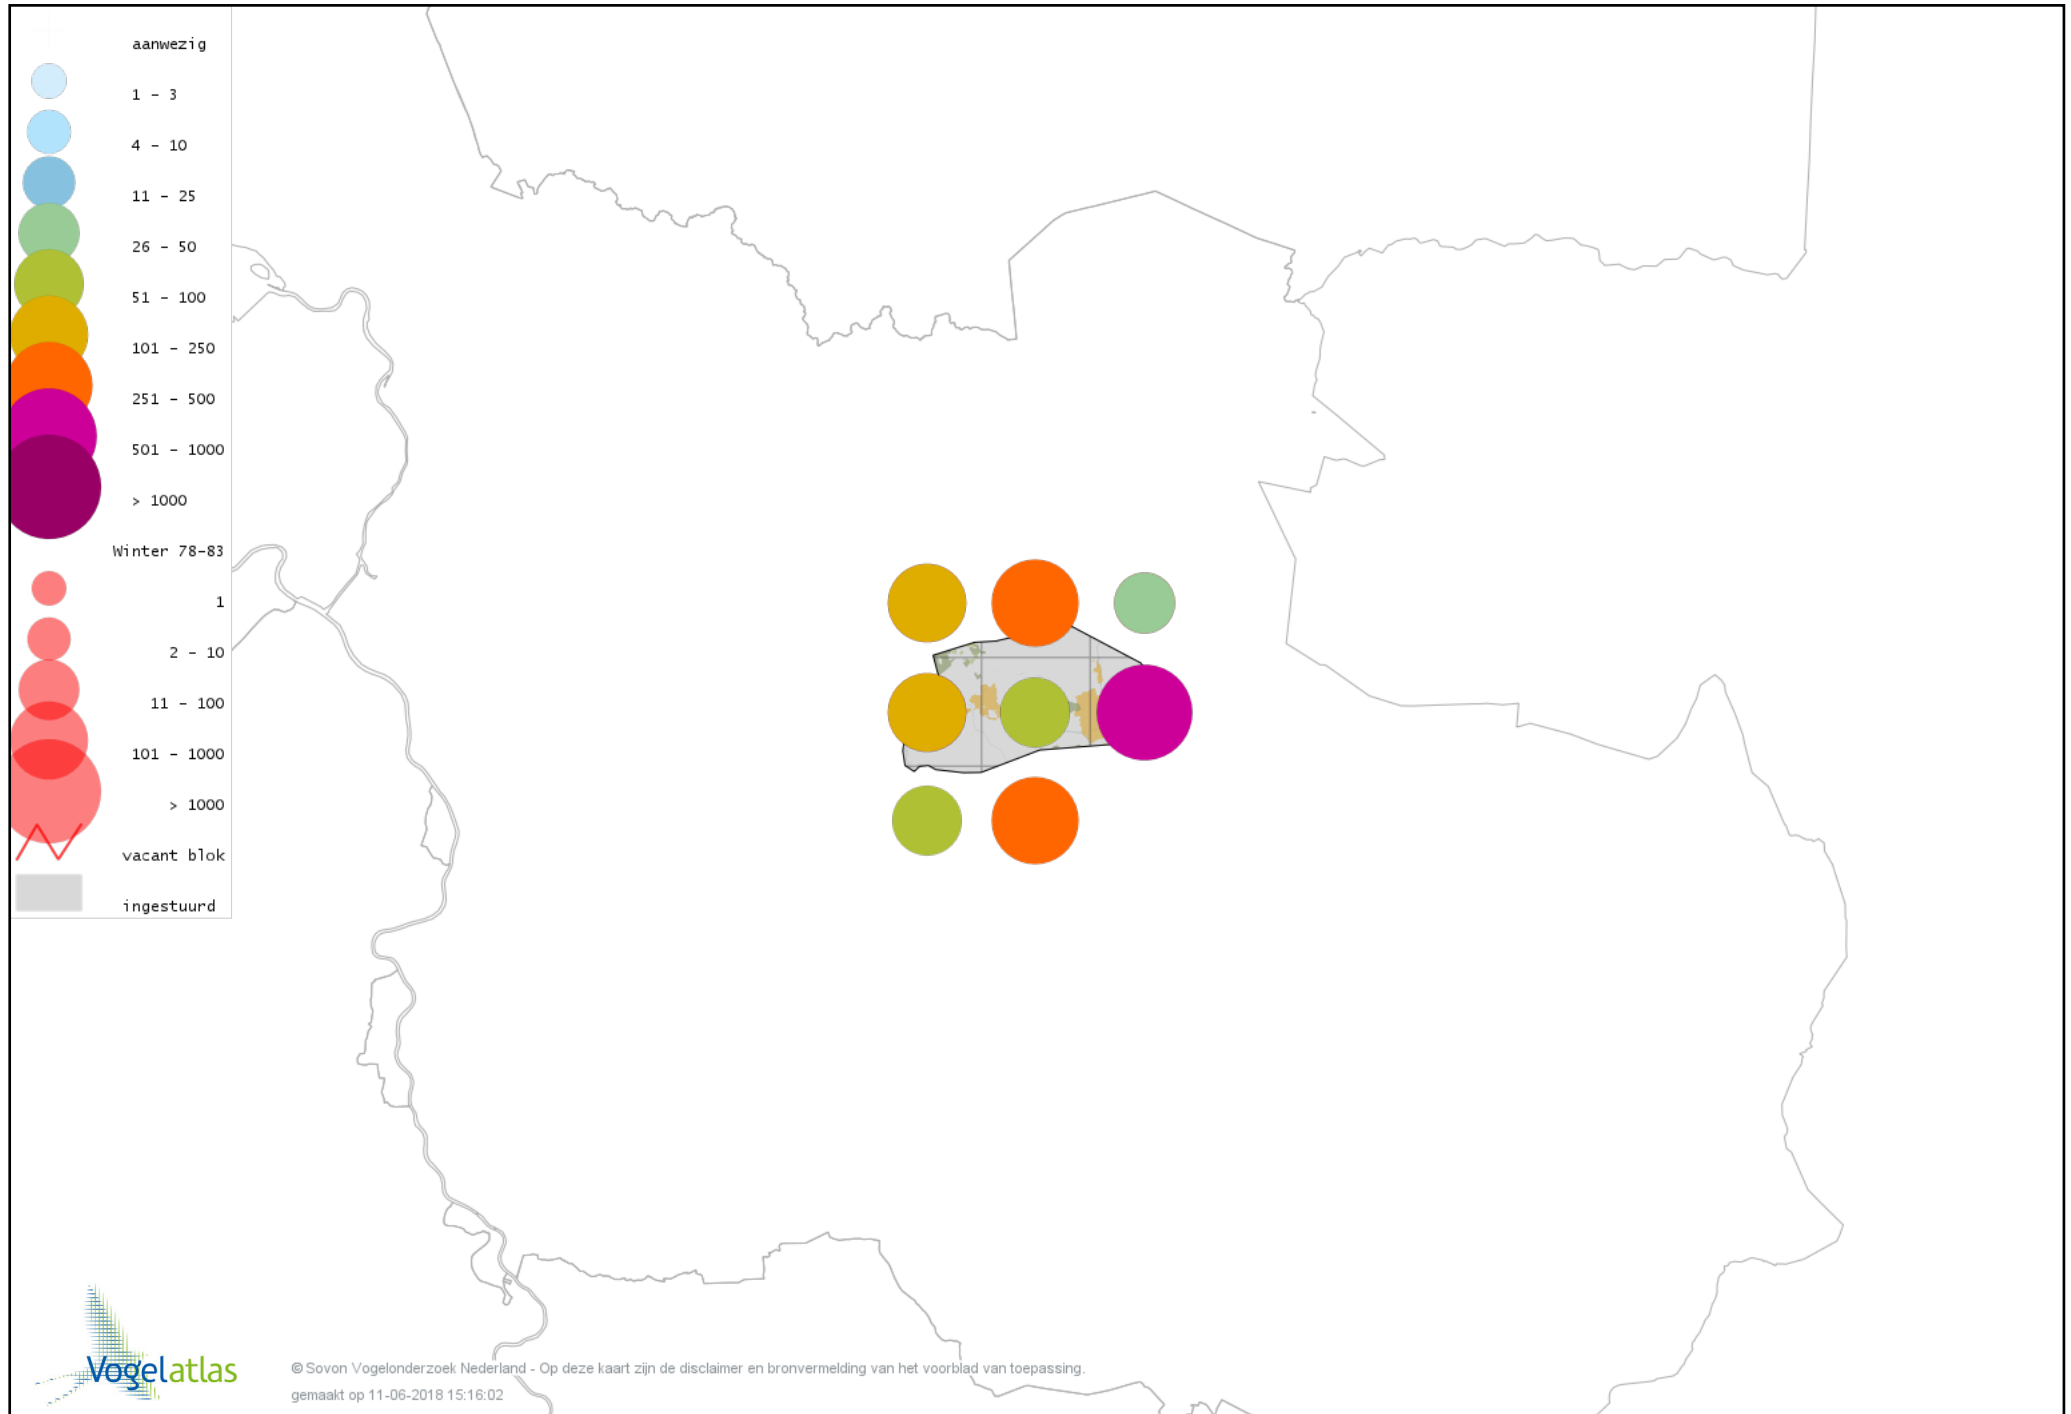 aanwezig
1 - 3
4 - 10
11 - 25
26 - 50
51 - 100
101 - 250
251 - 500
501 - 1000
> 1000
Winter 78-83
1
2 - 10
11 - 100
101 - 1000
> 1000
vacant blok
ingestuurd
Vogelatlas
© Sovon Vogelonderzoek Nederland - Op deze kaart zijn de disclaimer en bronvermelding van het voorblad van toepassing.
gemaakt op 11-06-2018 15:16:02